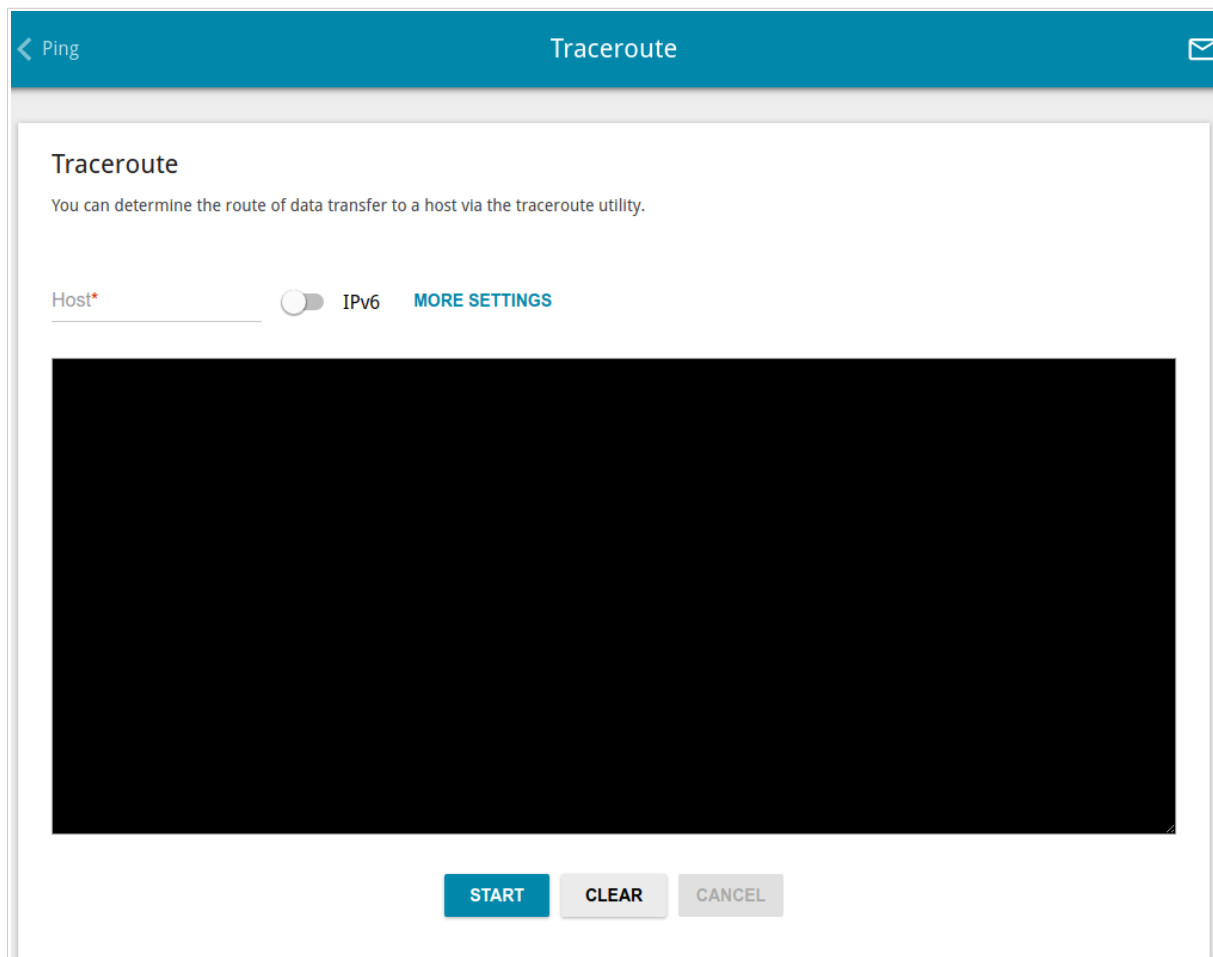 Ping
Traceroute
Traceroute
You can determine the route of data transfer to a host via the traceroute utility.
Host* IPv6 MORE SETTINGS
START CLEAR CANCEL